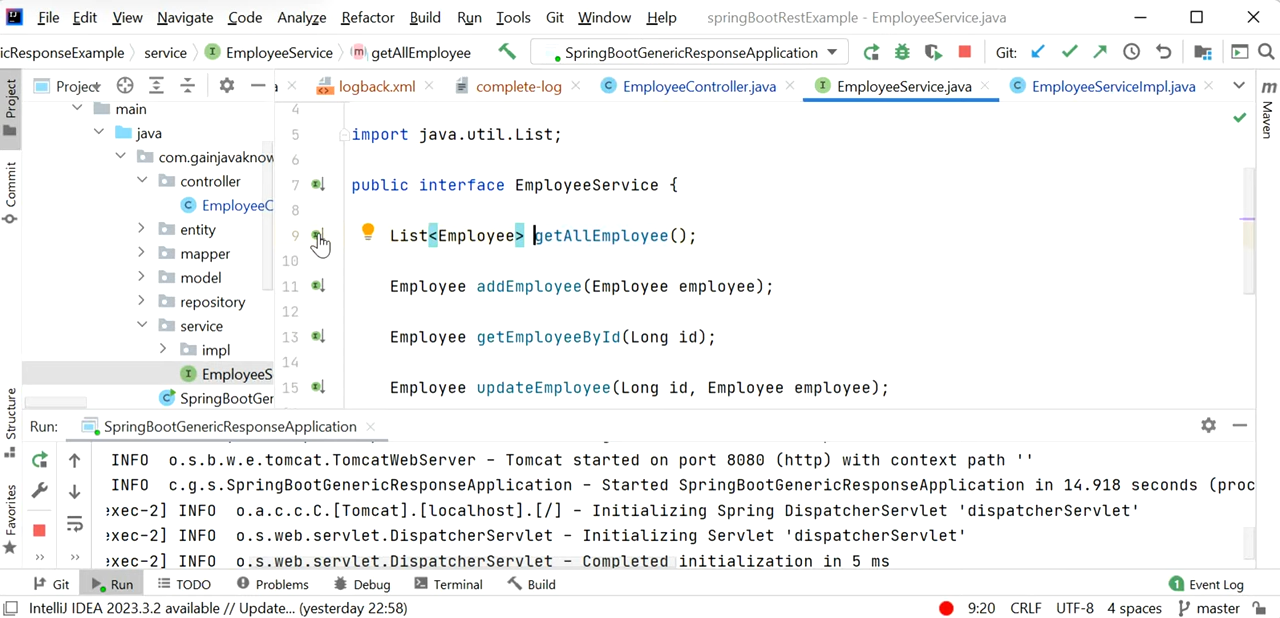 File Edit View Navigate Code Analyze Refactor Build Run Tools Git Window Help springBootRestExample - EmployeeService.java
icResponseExample service EmployeeService getAllEmployee SpringBootGenericResponseApplication Git:
Project logback.xml complete-log EmployeeController.java EmployeeService.java EmployeeServiceImpl.java
Project
Commit
Structure
Favorites
Maven
main
java
com.gainjavaknow
controller
EmployeeC
entity
mapper
model
repository
service
impl
EmployeeS
SpringBootGer
4
5 import java.util.List;
6
7 public interface EmployeeService {
8
9 List<Employee> getAllEmployee();
10
11 Employee addEmployee(Employee employee);
12
13 Employee getEmployeeById(Long id);
14
15 Employee updateEmployee(Long id, Employee employee);
Run: SpringBootGenericResponseApplication
INFO o.s.b.w.e.tomcat.TomcatWebServer - Tomcat started on port 8080 (http) with context path ''
INFO c.g.s.SpringBootGenericResponseApplication - Started SpringBootGenericResponseApplication in 14.918 seconds (proc
exec-2] INFO o.a.c.c.C.[Tomcat].[localhost].[/] - Initializing Spring DispatcherServlet 'dispatcherServlet'
exec-2] INFO o.s.web.servlet.DispatcherServlet - Initializing Servlet 'dispatcherServlet'
exec-2] INFO o.s.web.servlet.DispatcherServlet - Completed initialization in 5 ms
Git Run TODO Problems Debug Terminal Build 1 Event Log
IntelliJ IDEA 2023.3.2 available // Update... (yesterday 22:58) 9:20 CRLF UTF-8 4 spaces master